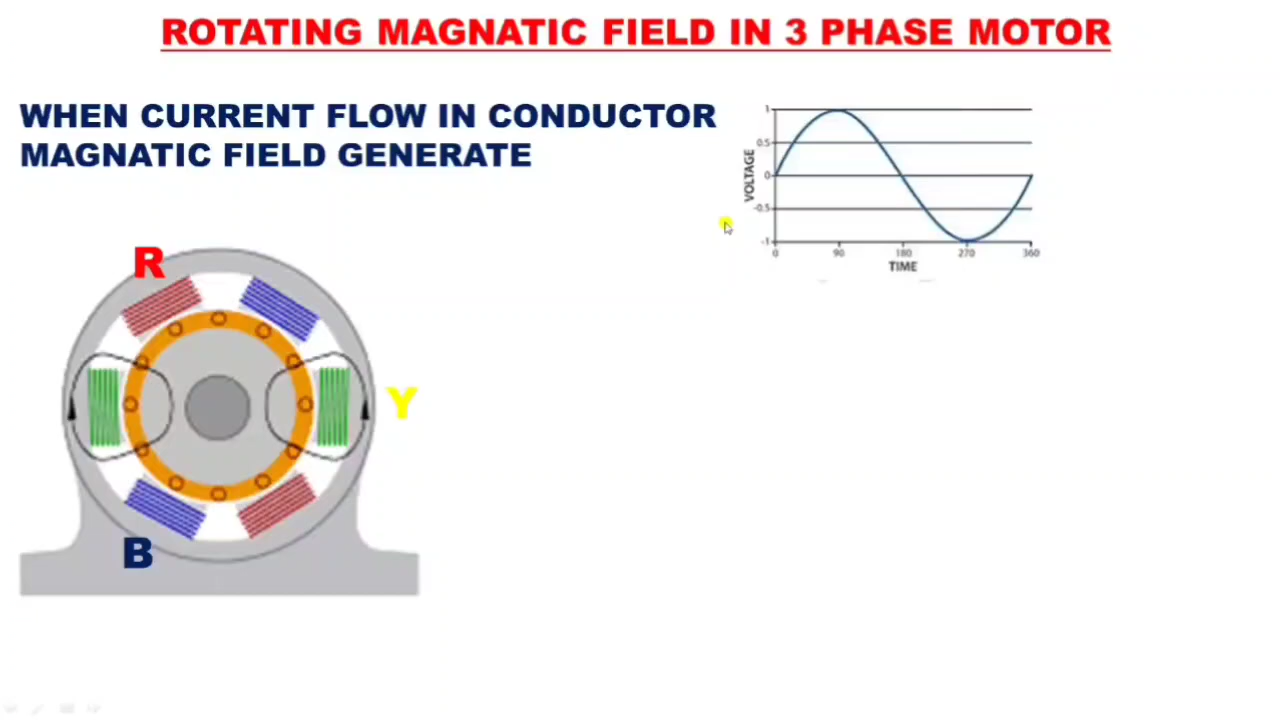 ROTATING MAGNATIC FIELD IN 3 PHASE MOTOR
WHEN CURRENT FLOW IN CONDUCTOR
MAGNATIC FIELD GENERATE
VOLTAGE
1
0.5
0
-0.5
-1
0 90 180 270 360
TIME
R
Y
B